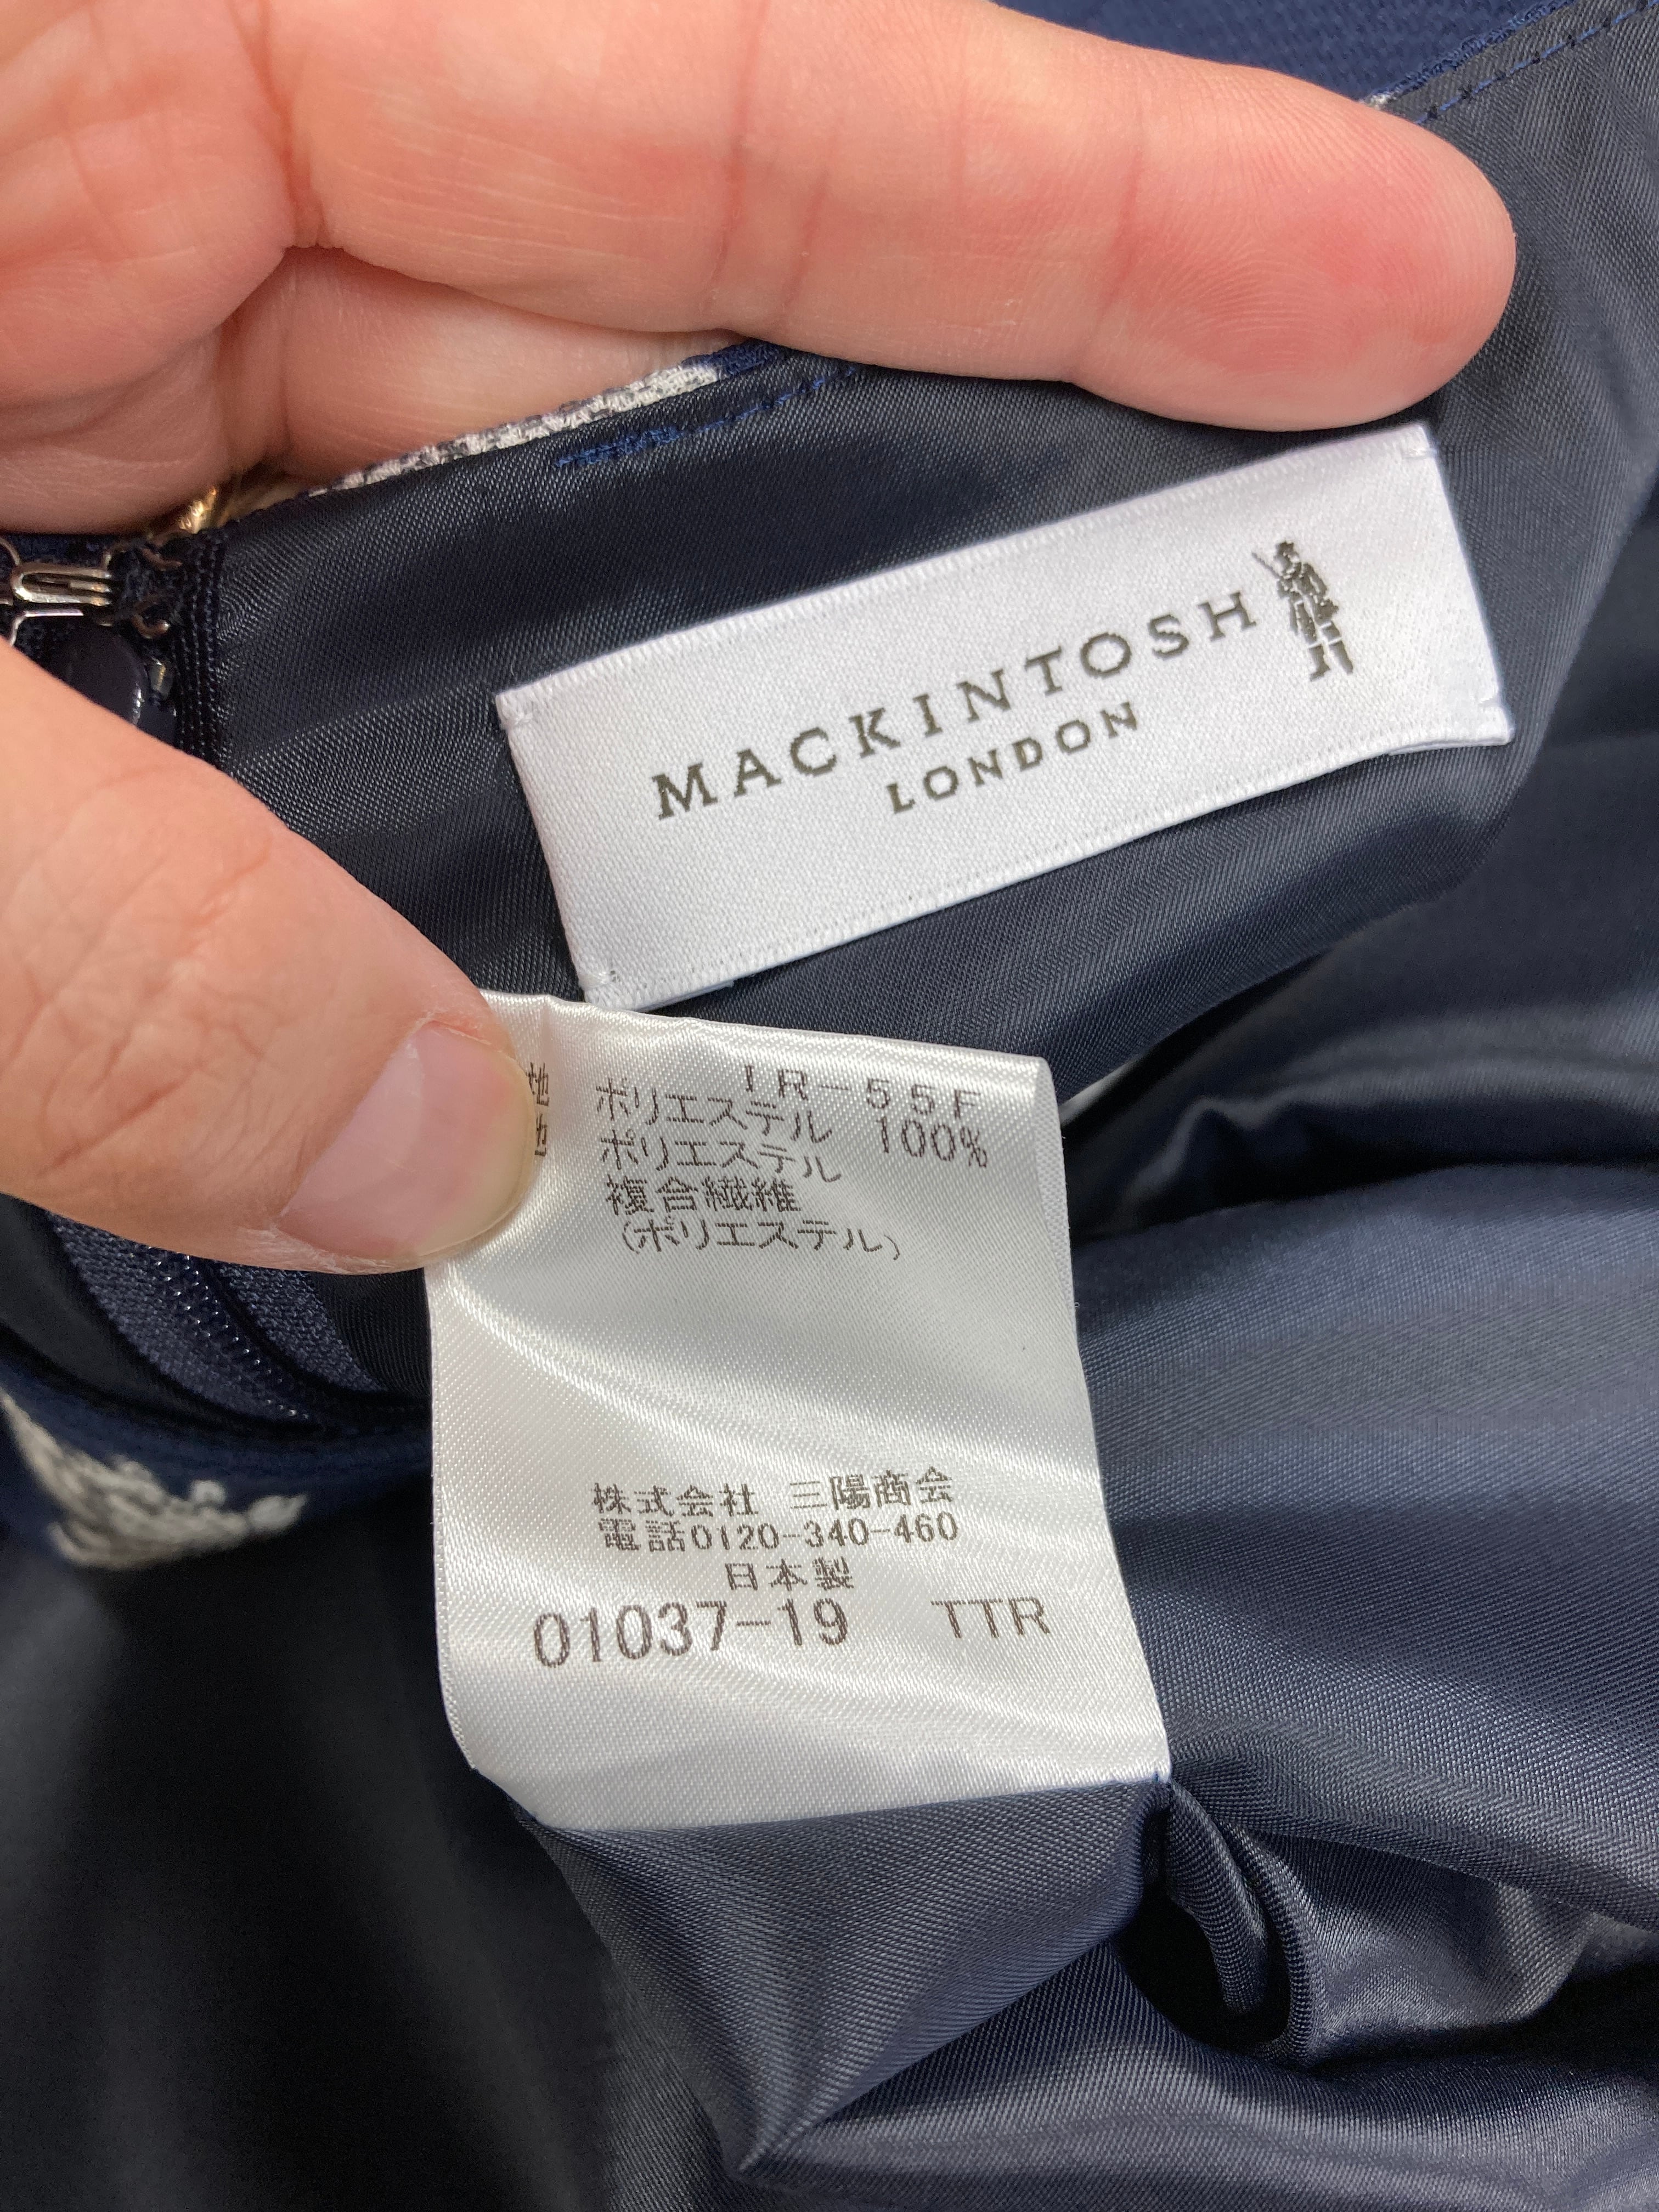 MACKINTOSH
LONDON
IR-55F
地 ポリエステル 100%
地 ポリエステル
複合繊維
(ポリエステル)
株式会社 三陽商会
電話0120-340-460
日本製
01037-19 TTR